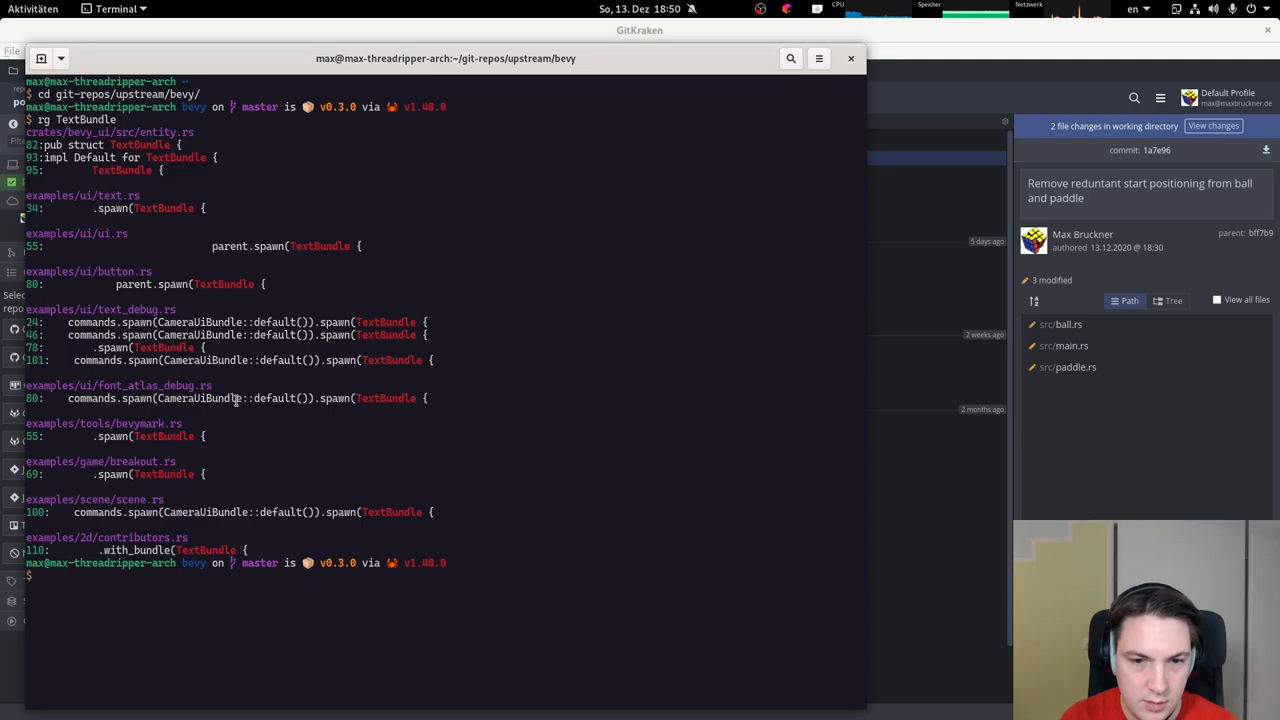 Aktivitäten
Terminal
So, 13. Dez 18:50
CPU
Speicher
Netzwerk
en
GitKraken
max@max-threadripper-arch:~/git-repos/upstream/bevy
max@max-threadripper-arch ~
$ cd git-repos/upstream/bevy/
max@max-threadripper-arch bevy on master is 📦 v0.3.0 via 🦀 v1.48.0
$ rg TextBundle
crates/bevy_ui/src/entity.rs
82:pub struct TextBundle {
93:impl Default for TextBundle {
95:        TextBundle {
examples/ui/text.rs
34:        .spawn(TextBundle {
examples/ui/ui.rs
55:                            parent.spawn(TextBundle {
examples/ui/button.rs
80:            parent.spawn(TextBundle {
examples/ui/text_debug.rs
24:    commands.spawn(CameraUiBundle::default()).spawn(TextBundle {
46:    commands.spawn(CameraUiBundle::default()).spawn(TextBundle {
78:        .spawn(TextBundle {
101:    commands.spawn(CameraUiBundle::default()).spawn(TextBundle {
examples/ui/font_atlas_debug.rs
80:    commands.spawn(CameraUiBundle::default()).spawn(TextBundle {
examples/tools/bevymark.rs
55:        .spawn(TextBundle {
examples/game/breakout.rs
69:        .spawn(TextBundle {
examples/scene/scene.rs
100:    commands.spawn(CameraUiBundle::default()).spawn(TextBundle {
examples/2d/contributors.rs
110:        .with_bundle(TextBundle {
max@max-threadripper-arch bevy on master is 📦 v0.3.0 via 🦀 v1.48.0
$
File
Default Profile
max@maxbruckner.de
2 file changes in working directory
View changes
commit: 1a7e96
Remove reduntant start positioning from ball
and paddle
Max Bruckner
authored 13.12.2020 @ 18:30
parent: bff7b9
3 modified
Path
Tree
View all files
src/ball.rs
src/main.rs
src/paddle.rs
5 days ago
2 weeks ago
2 months ago